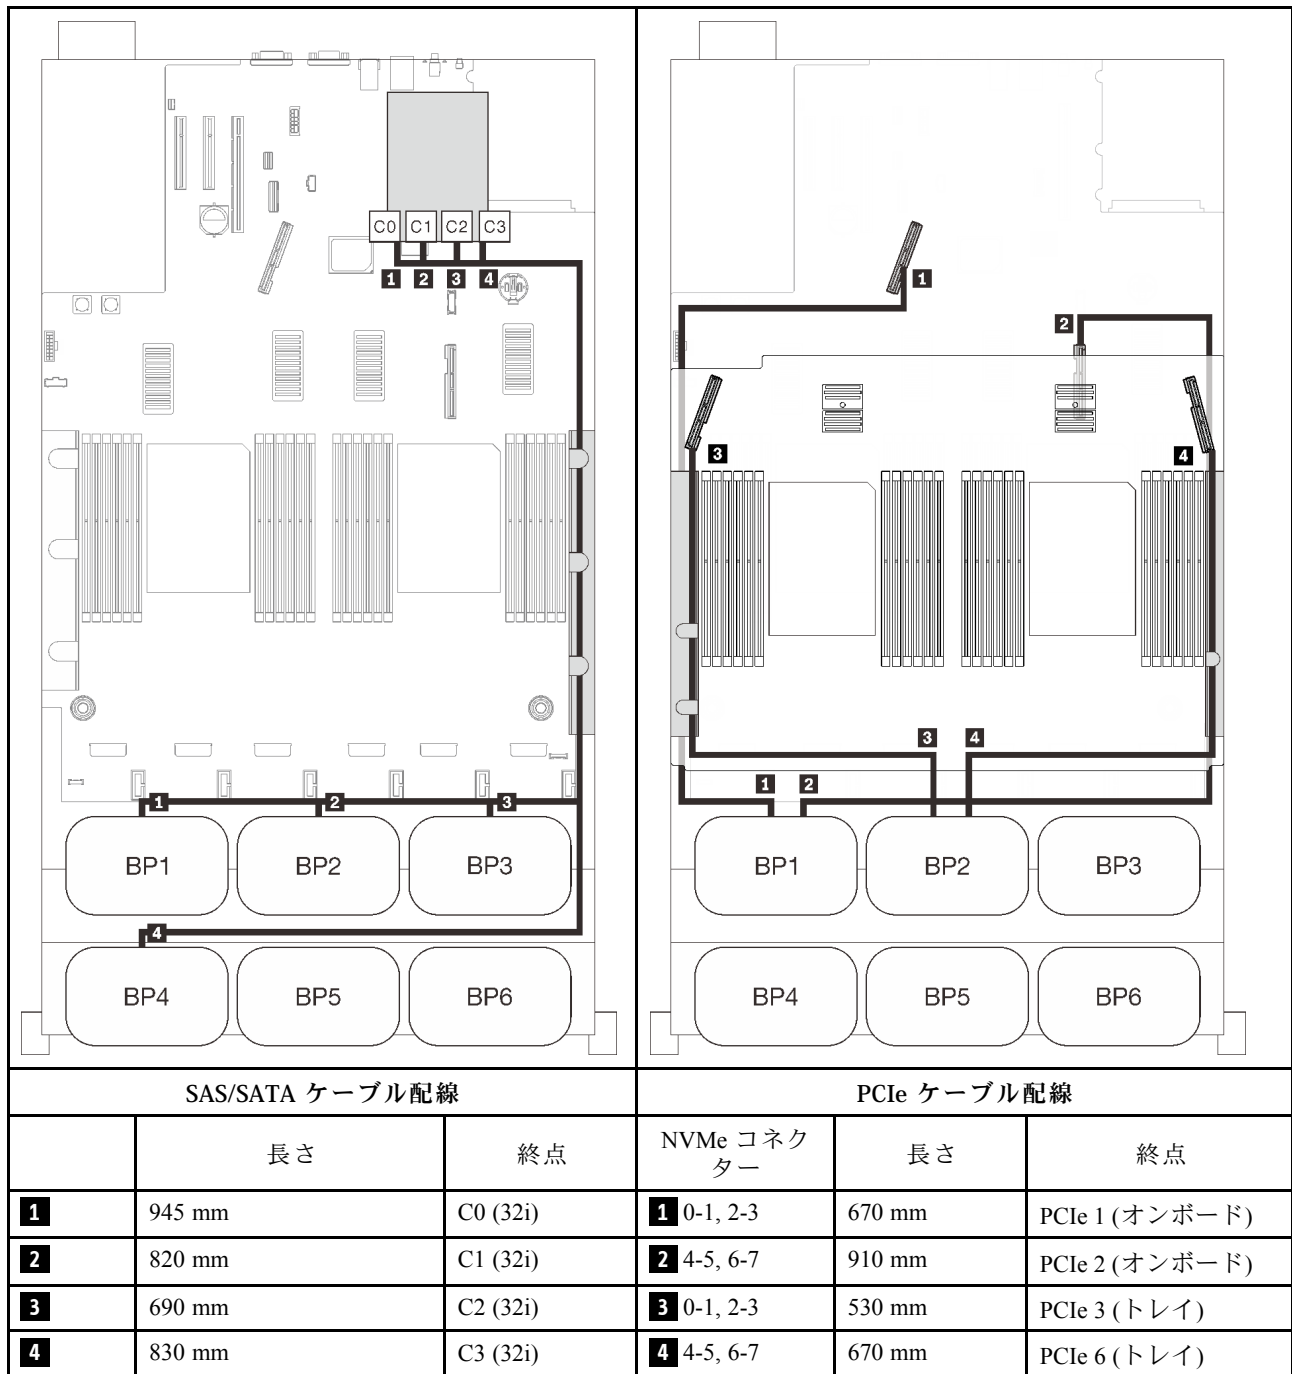 C0 C1 C2 C3
1 2 3 4
1 2 3
BP1 BP2 BP3
4
BP4 BP5 BP6
1
2
3 4
3 4
1 2
BP1 BP2 BP3
BP4 BP5 BP6
SAS/SATA ケーブル配線 PCIe ケーブル配線
長さ 終点 NVMe コネク
ター 長さ 終点
1 945 mm C0 (32i) 1 0-1, 2-3 670 mm PCIe 1 (オンボード)
2 820 mm C1 (32i) 2 4-5, 6-7 910 mm PCIe 2 (オンボード)
3 690 mm C2 (32i) 3 0-1, 2-3 530 mm PCIe 3 (トレイ)
4 830 mm C3 (32i) 4 4-5, 6-7 670 mm PCIe 6 (トレイ)